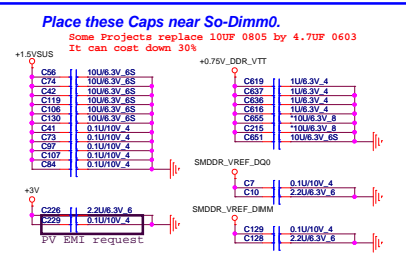 Place these Caps near So-Dimm0.
Some Projects replace 10UF 0805 by 4.7UF 0603
It can cost down 30%
+1.5VSUS
C56 10U/6.3V_6S
C74 10U/6.3V_6S
C42 10U/6.3V_6S
C119 10U/6.3V_6S
C106 10U/6.3V_6S
C130 10U/6.3V_6S
C41 0.1U/10V_4
C73 0.1U/10V_4
C97 0.1U/10V_4
C107 0.1U/10V_4
C84 0.1U/10V_4
+3V
C226 2.2U/6.3V_6
C229 0.1U/10V_4
PV EMI request
+0.75V_DDR_VTT
C619 1U/6.3V_4
C637 1U/6.3V_4
C636 1U/6.3V_4
C616 1U/6.3V_4
C655 *10U/6.3V_8
C215 *10U/6.3V_8
C651 10U/6.3V_6S
SMDDR_VREF_DQ0
C7 0.1U/10V_4
C10 2.2U/6.3V_6
SMDDR_VREF_DIMM
C129 0.1U/10V_4
C128 2.2U/6.3V_6